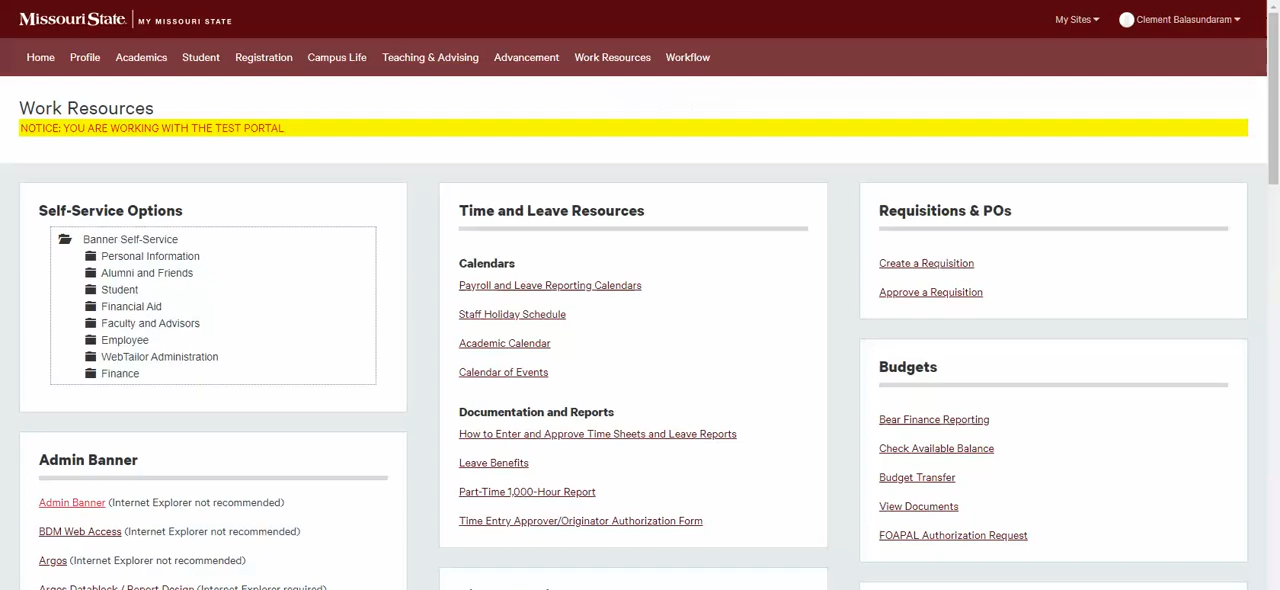 Missouri State. MY MISSOURI STATE
My Sites
Clement Balasundaram
Home Profile Academics Student Registration Campus Life Teaching & Advising Advancement Work Resources Workflow
Work Resources
NOTICE: YOU ARE WORKING WITH THE TEST PORTAL
Self-Service Options
Banner Self-Service
Personal Information
Alumni and Friends
Student
Financial Aid
Faculty and Advisors
Employee
WebTailor Administration
Finance
Admin Banner
Admin Banner (Internet Explorer not recommended)
BDM Web Access (Internet Explorer not recommended)
Argos (Internet Explorer not recommended)
Argos Datablock / Report Design (Internet Explorer required)
Time and Leave Resources
Calendars
Payroll and Leave Reporting Calendars
Staff Holiday Schedule
Academic Calendar
Calendar of Events
Documentation and Reports
How to Enter and Approve Time Sheets and Leave Reports
Leave Benefits
Part-Time 1,000-Hour Report
Time Entry Approver/Originator Authorization Form
Requisitions & POs
Create a Requisition
Approve a Requisition
Budgets
Bear Finance Reporting
Check Available Balance
Budget Transfer
View Documents
FOAPAL Authorization Request